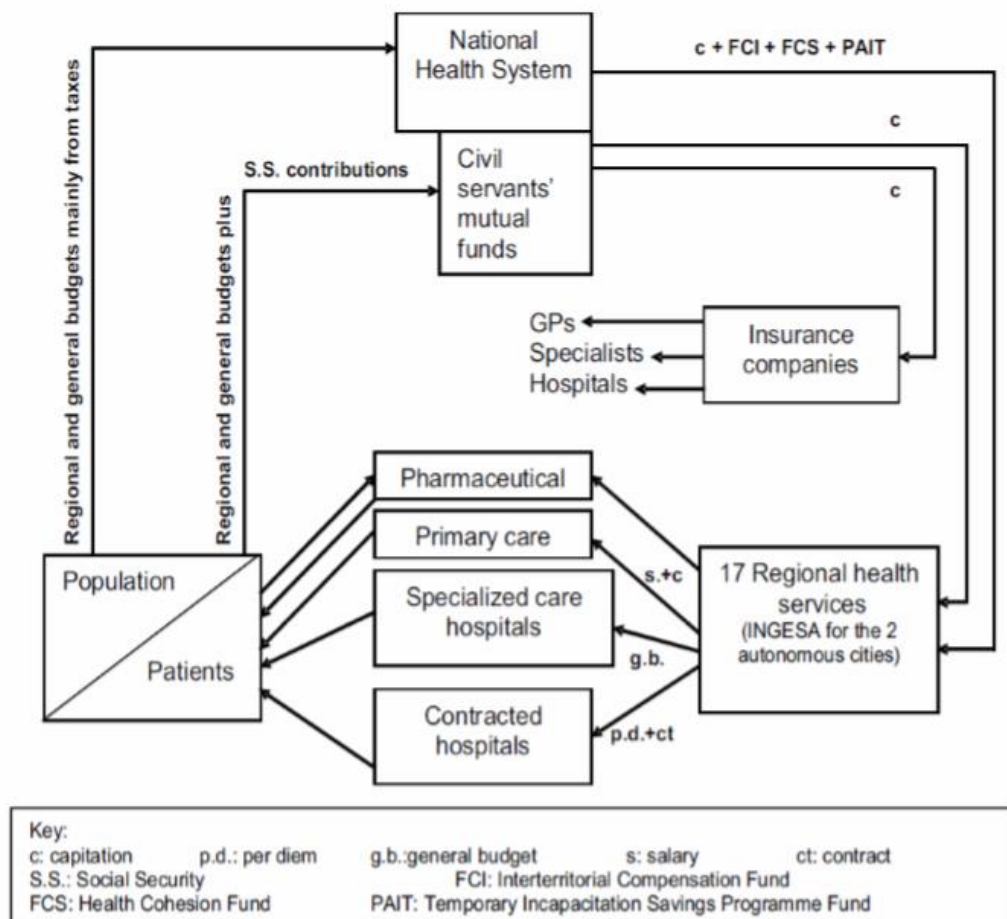 National
Health System
c + FCI + FCS + PAIT
c
S.S. contributions
Civil
servants'
mutual
funds
c
Regional and general budgets mainly from taxes
Regional and general budgets plus
GPs
Specialists
Hospitals
Insurance
companies
Pharmaceutical
Primary care
s.+c
Specialized care
hospitals
g.b.
Contracted
hospitals
p.d.+ct
17 Regional health
services
(INGESA for the 2
autonomous cities)
Population
Patients
Key:
c: capitation p.d.: per diem g.b.:general budget s: salary ct: contract
S.S.: Social Security FCI: Interterritorial Compensation Fund
FCS: Health Cohesion Fund PAIT: Temporary Incapacitation Savings Programme Fund